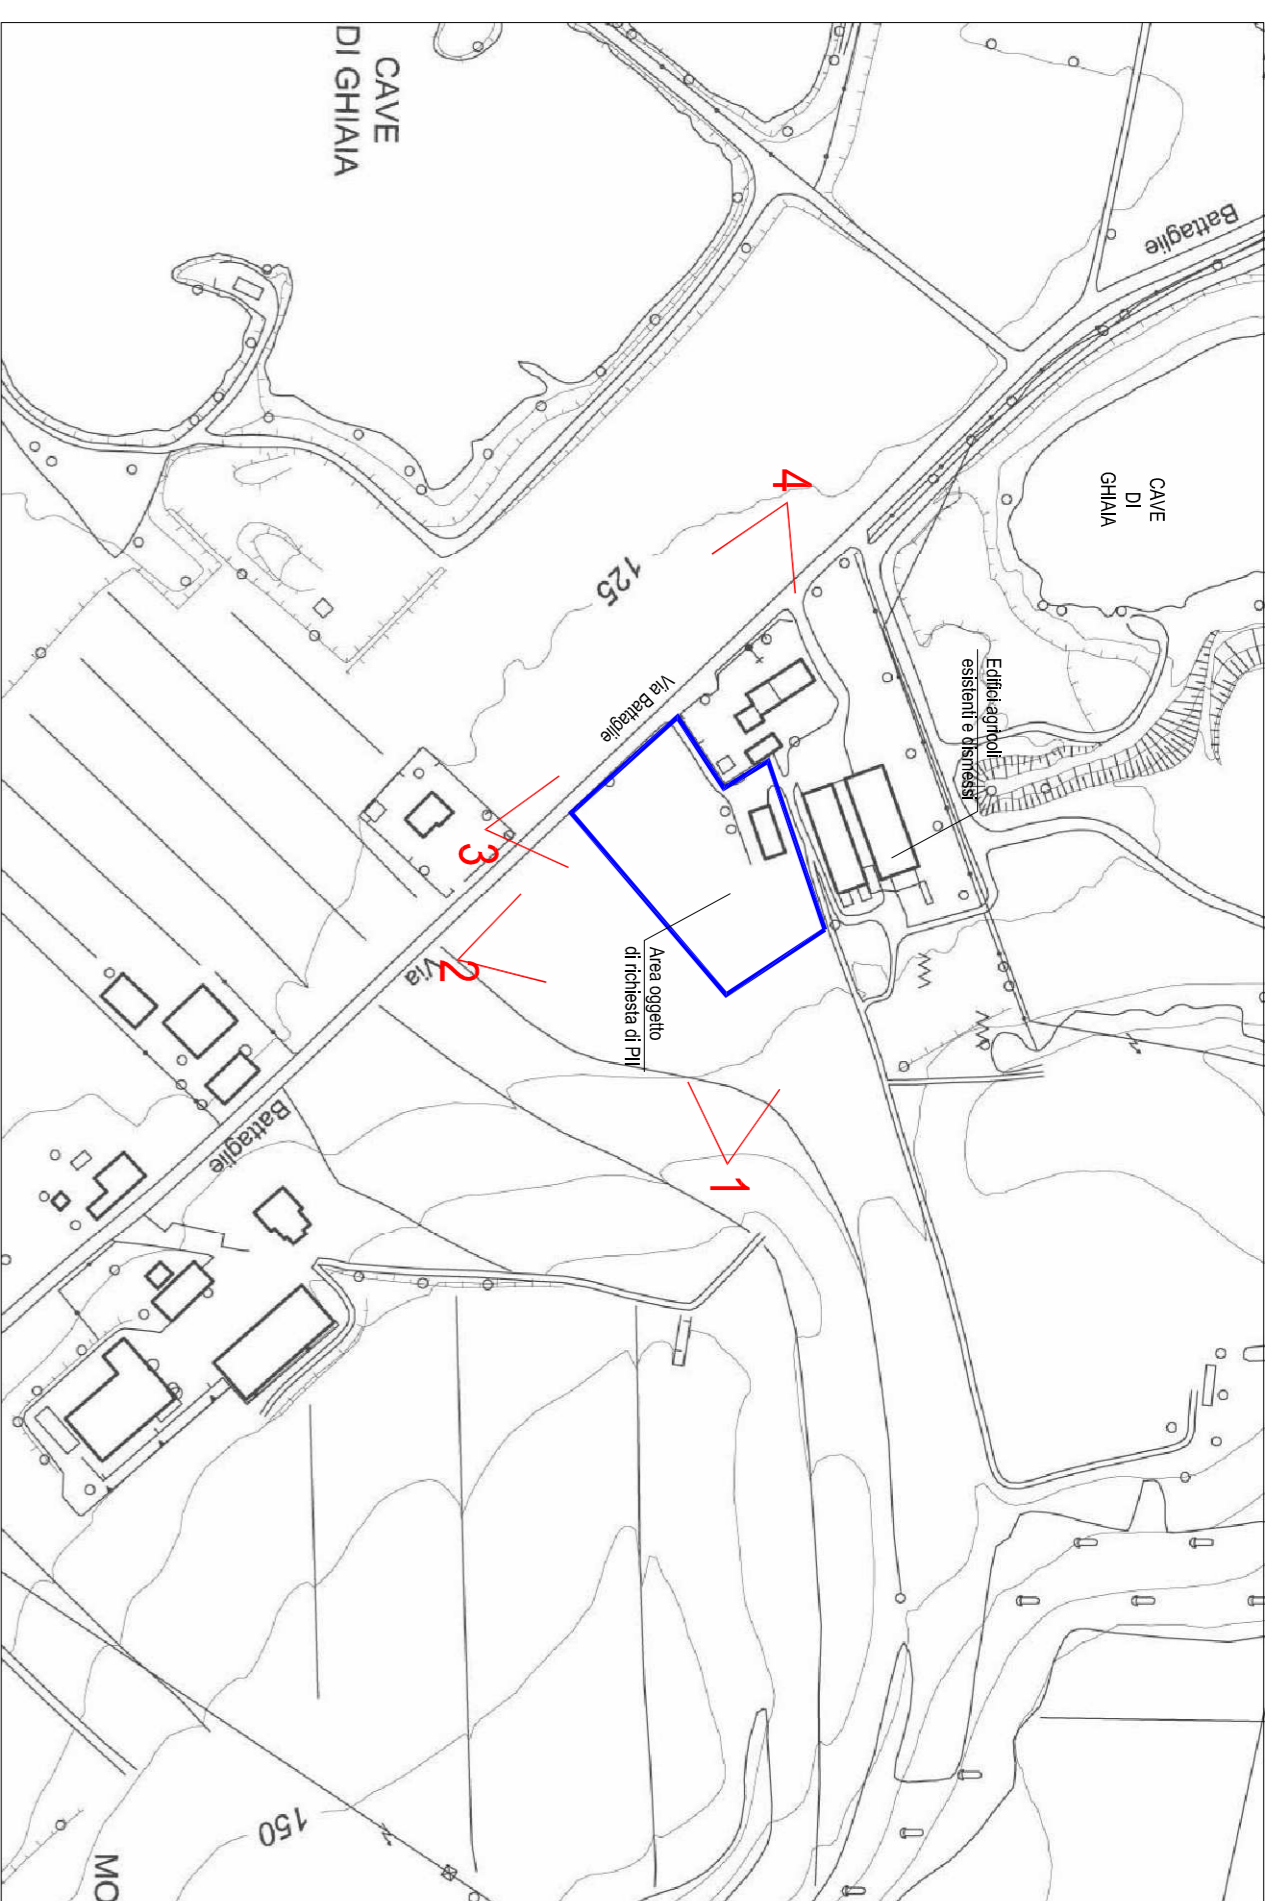 CAVE
DI GHIAIA
Battaglie
CAVE
DI
GHIAIA
4
125
Edifici agricoli
esistenti e dismessi
Via Battaglie
3
2
Via
Area oggetto
di richiesta di PII
1
Battaglie
150
MO